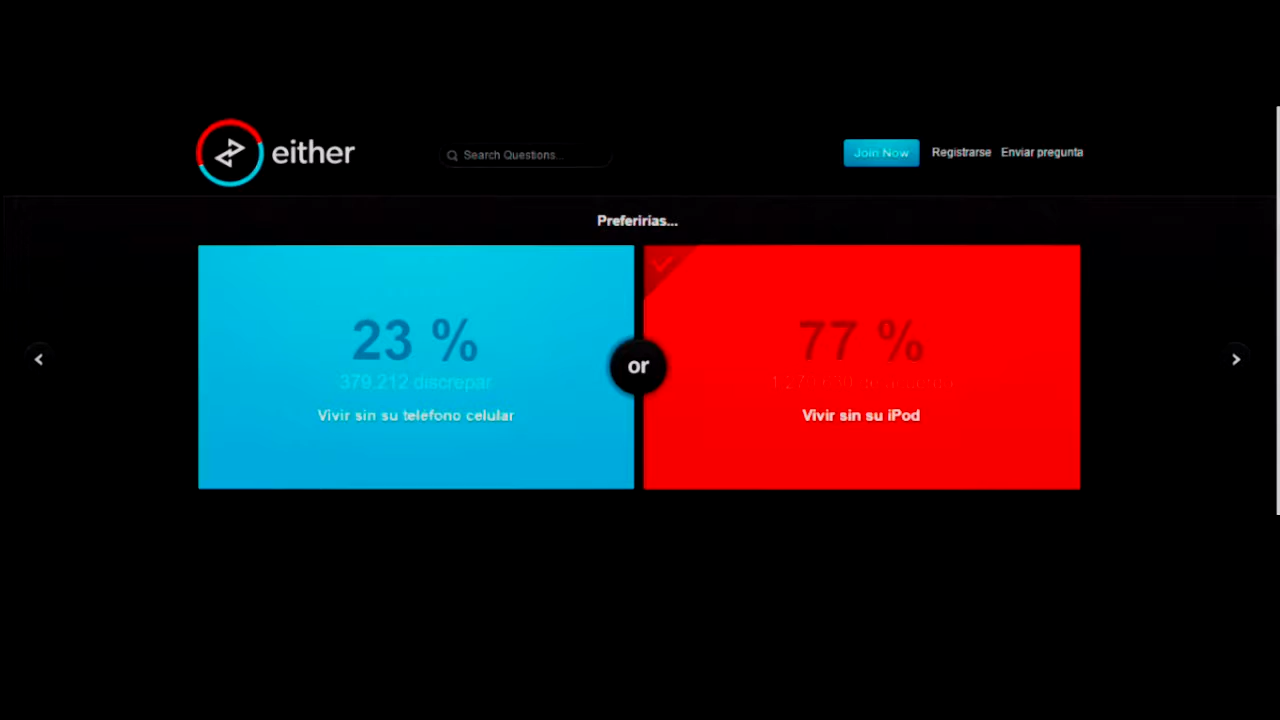 either
Search Questions...
Join Now
Registrarse
Enviar pregunta
Preferirías...
23 %
379.212 discrepar
Vivir sin su teléfono celular
or
77 %
Vivir sin su iPod